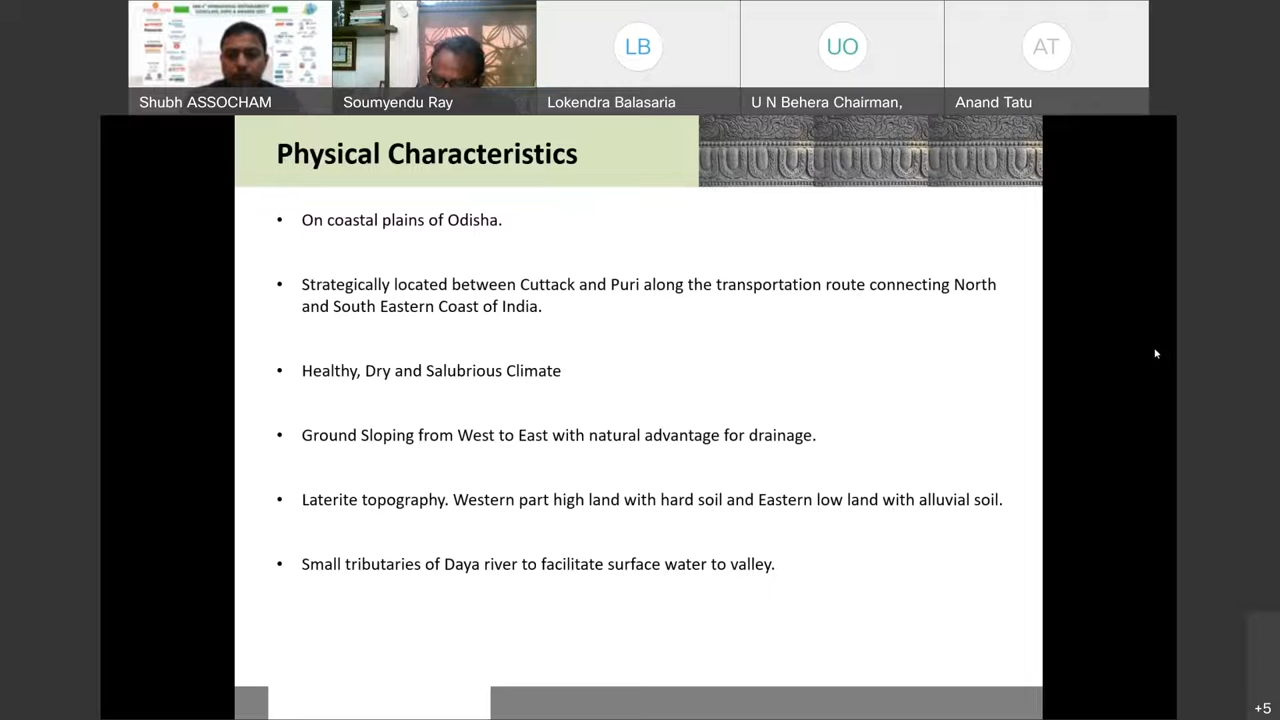 Shubh ASSOCHAM
Soumyendu Ray
LB
Lokendra Balasaria
UO
U N Behera Chairman,
AT
Anand Tatu
Physical Characteristics
• On coastal plains of Odisha.
• Strategically located between Cuttack and Puri along the transportation route connecting North
and South Eastern Coast of India.
• Healthy, Dry and Salubrious Climate
• Ground Sloping from West to East with natural advantage for drainage.
• Laterite topography. Western part high land with hard soil and Eastern low land with alluvial soil.
• Small tributaries of Daya river to facilitate surface water to valley.
+5